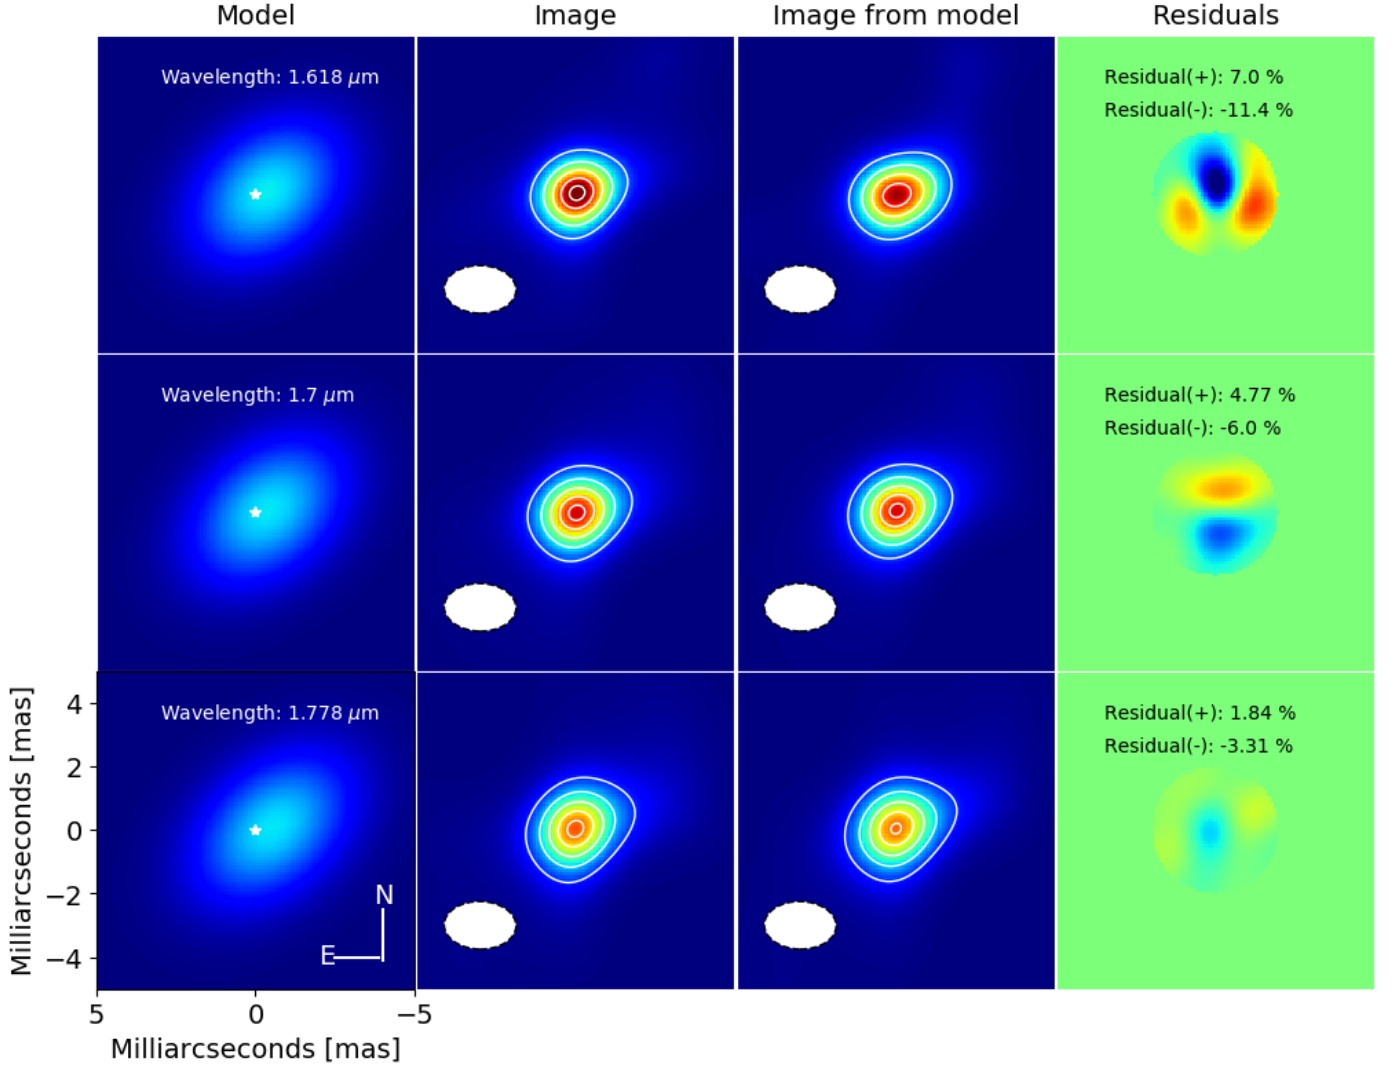 Model Image Image from model Residuals
Wavelength: 1.618 μm
Residual(+): 7.0 %
Residual(-): -11.4 %
Wavelength: 1.7 μm
Residual(+): 4.77 %
Residual(-): -6.0 %
Wavelength: 1.778 μm
Residual(+): 1.84 %
Residual(-): -3.31 %
Milliarcseconds [mas]
4
2
0
−2
−4
N
E
5 0 −5
Milliarcseconds [mas]